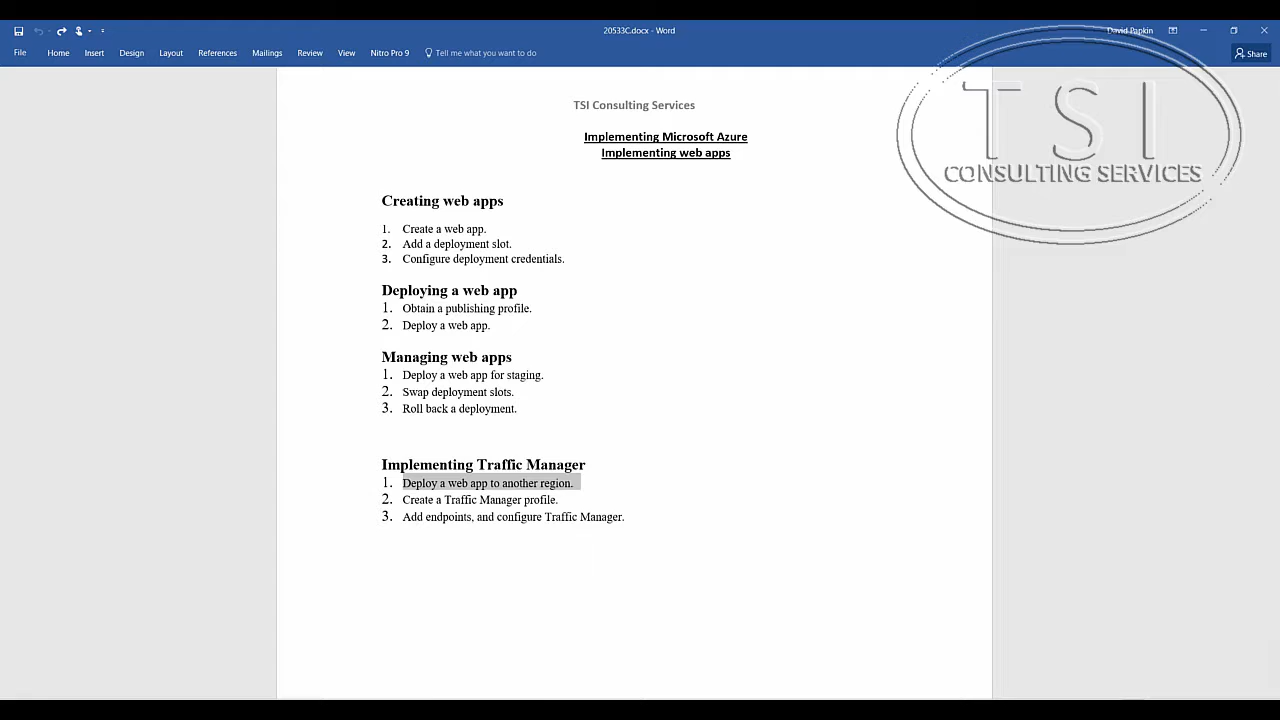 20533C.docx - Word
David Papkin
File Home Insert Design Layout References Mailings Review View Nitro Pro 9 Tell me what you want to do Share
TSI Consulting Services
TSI
CONSULTING SERVICES
Implementing Microsoft Azure
Implementing web apps
Creating web apps
1. Create a web app.
2. Add a deployment slot.
3. Configure deployment credentials.
Deploying a web app
1. Obtain a publishing profile.
2. Deploy a web app.
Managing web apps
1. Deploy a web app for staging.
2. Swap deployment slots.
3. Roll back a deployment.
Implementing Traffic Manager
1. Deploy a web app to another region.
2. Create a Traffic Manager profile.
3. Add endpoints, and configure Traffic Manager.